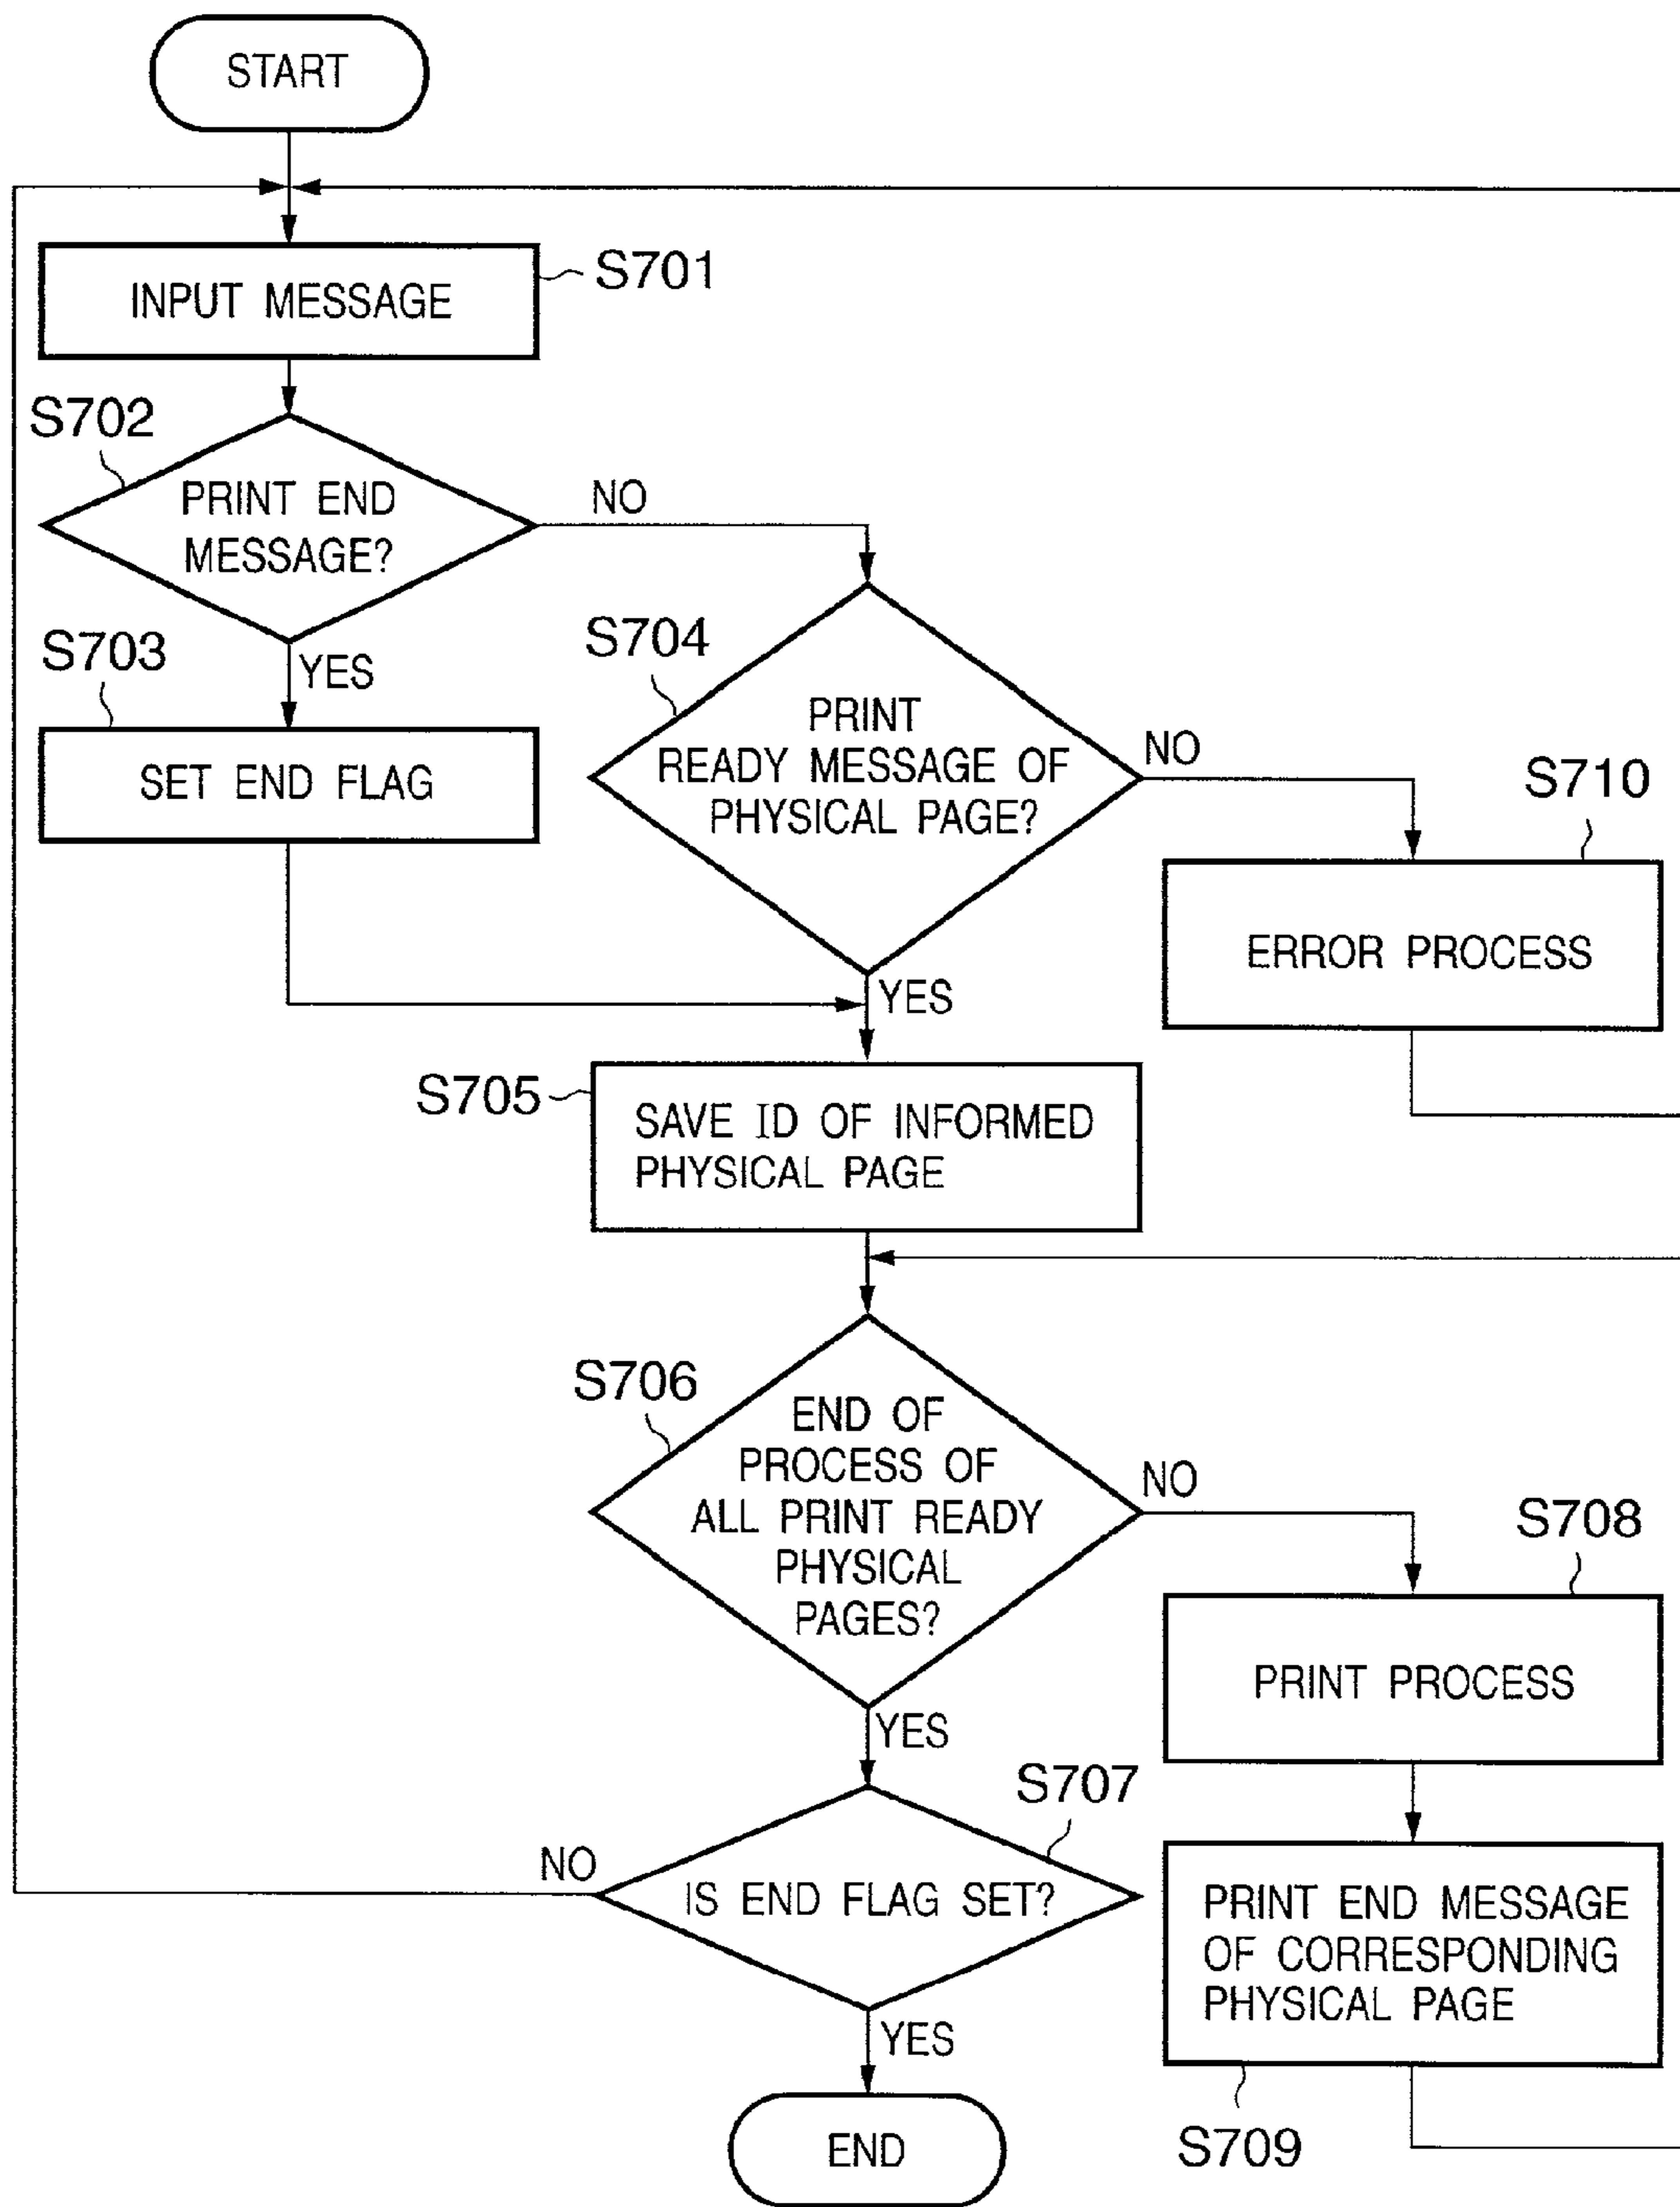 START
INPUT MESSAGE
S701
S702
PRINT END
MESSAGE?
NO
YES
S703
SET END FLAG
S704
PRINT
READY MESSAGE OF
PHYSICAL PAGE?
NO
YES
S710
ERROR PROCESS
S705
SAVE ID OF INFORMED
PHYSICAL PAGE
S706
END OF
PROCESS OF
ALL PRINT READY
PHYSICAL
PAGES?
NO
YES
S708
PRINT PROCESS
S707
IS END FLAG SET?
NO
YES
PRINT END MESSAGE
OF CORRESPONDING
PHYSICAL PAGE
S709
END